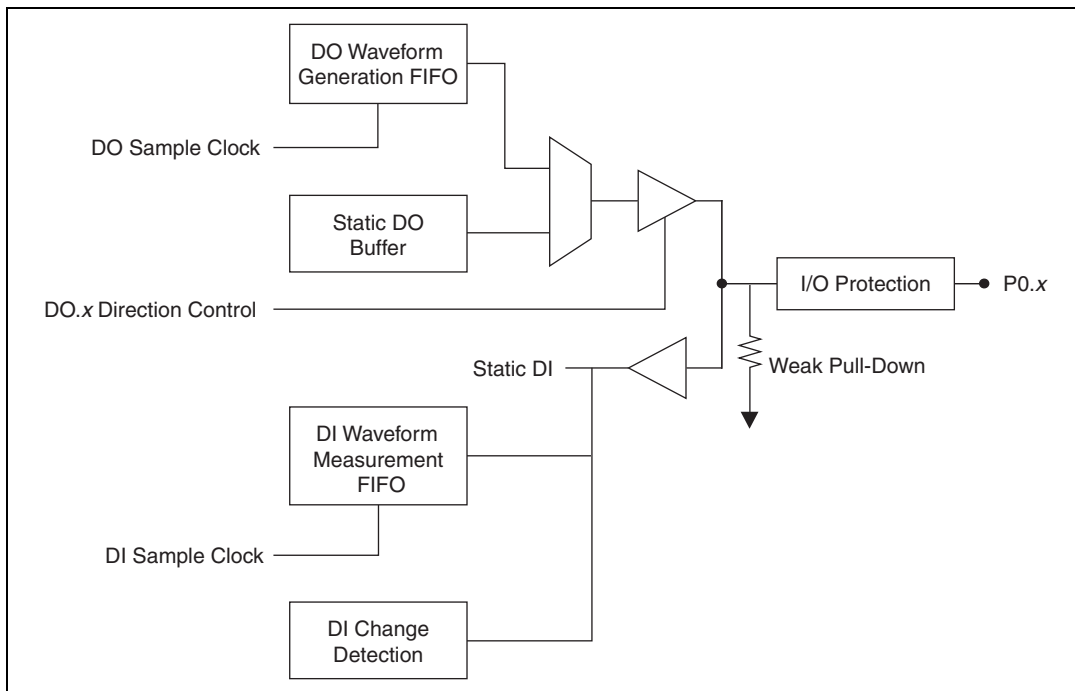 DO Waveform
Generation FIFO
DO Sample Clock
Static DO
Buffer
DO.x Direction Control
I/O Protection
P0.x
Static DI
Weak Pull-Down
DI Waveform
Measurement
FIFO
DI Sample Clock
DI Change
Detection